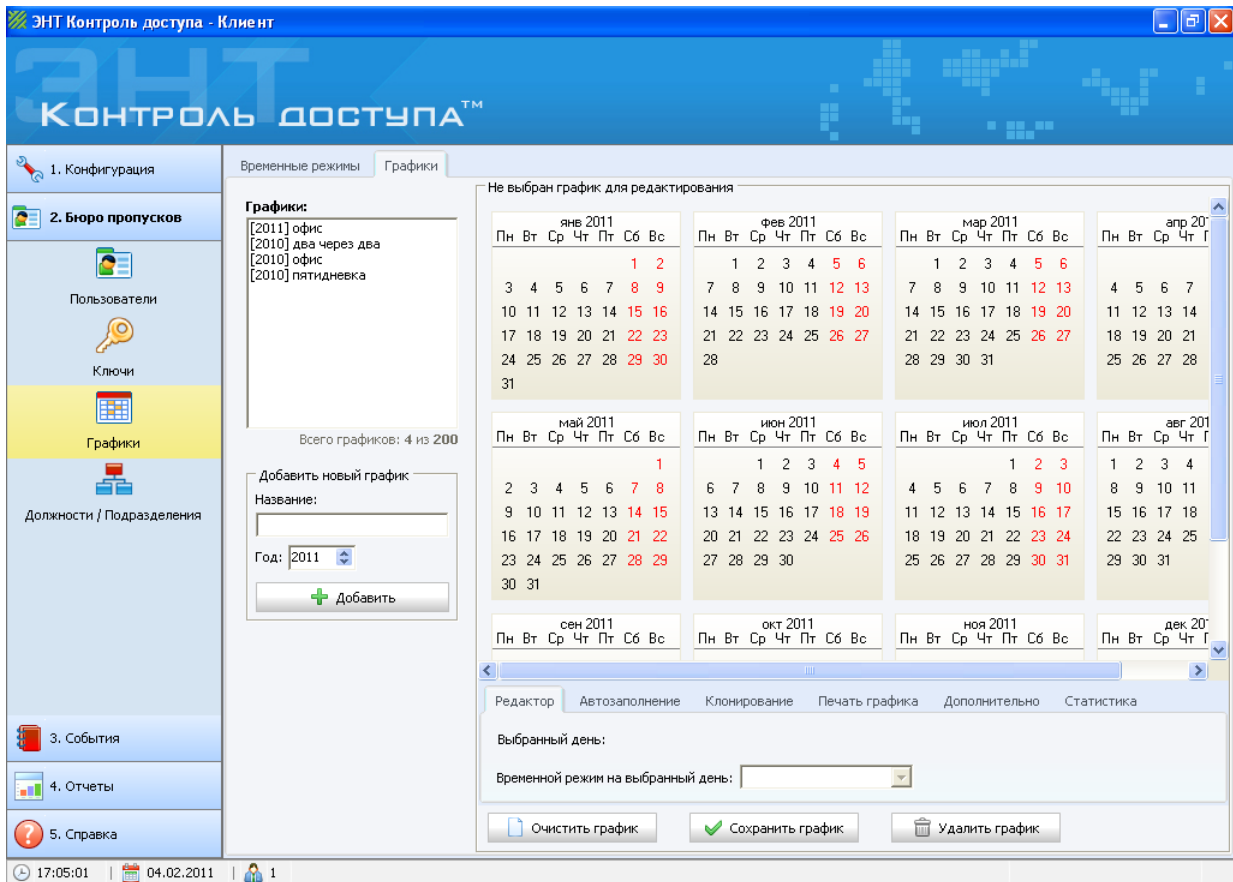 ЭНТ Контроль доступа - Клиент
ЭНТ
Контроль доступа™
1. Конфигурация
2. Бюро пропусков
Пользователи
Ключи
Графики
Должности / Подразделения
3. События
4. Отчеты
5. Справка
Временные режимы Графики
Графики:
[2011] офис
[2010] два через два
[2010] офис
[2010] пятидневка
Всего графиков: 4 из 200
Добавить новый график
Название:
Год: 2011
Добавить
Не выбран график для редактирования
янв 2011
Пн Вт Ср Чт Пт Сб Вс
1 2
3 4 5 6 7 8 9
10 11 12 13 14 15 16
17 18 19 20 21 22 23
24 25 26 27 28 29 30
31
фев 2011
Пн Вт Ср Чт Пт Сб Вс
1 2 3 4 5 6
7 8 9 10 11 12 13
14 15 16 17 18 19 20
21 22 23 24 25 26 27
28
мар 2011
Пн Вт Ср Чт Пт Сб Вс
1 2 3 4 5 6
7 8 9 10 11 12 13
14 15 16 17 18 19 20
21 22 23 24 25 26 27
28 29 30 31
апр 20
Пн Вт Ср Чт
4 5 6 7
11 12 13 14
18 19 20 21
25 26 27 28
май 2011
Пн Вт Ср Чт Пт Сб Вс
1
2 3 4 5 6 7 8
9 10 11 12 13 14 15
16 17 18 19 20 21 22
23 24 25 26 27 28 29
30 31
июн 2011
Пн Вт Ср Чт Пт Сб Вс
1 2 3 4 5
6 7 8 9 10 11 12
13 14 15 16 17 18 19
20 21 22 23 24 25 26
27 28 29 30
июл 2011
Пн Вт Ср Чт Пт Сб Вс
1 2 3
4 5 6 7 8 9 10
11 12 13 14 15 16 17
18 19 20 21 22 23 24
25 26 27 28 29 30 31
авг 201
Пн Вт Ср Чт
1 2 3 4
8 9 10 11
15 16 17 18
22 23 24 25
29 30 31
сен 2011
Пн Вт Ср Чт Пт Сб Вс
окт 2011
Пн Вт Ср Чт Пт Сб Вс
ноя 2011
Пн Вт Ср Чт Пт Сб Вс
дек 20
Пн Вт Ср Чт
Редактор Автозаполнение Клонирование Печать графика Дополнительно Статистика
Выбранный день:
Временной режим на выбранный день:
Очистить график Сохранить график Удалить график
17:05:01 | 04.02.2011 | 1